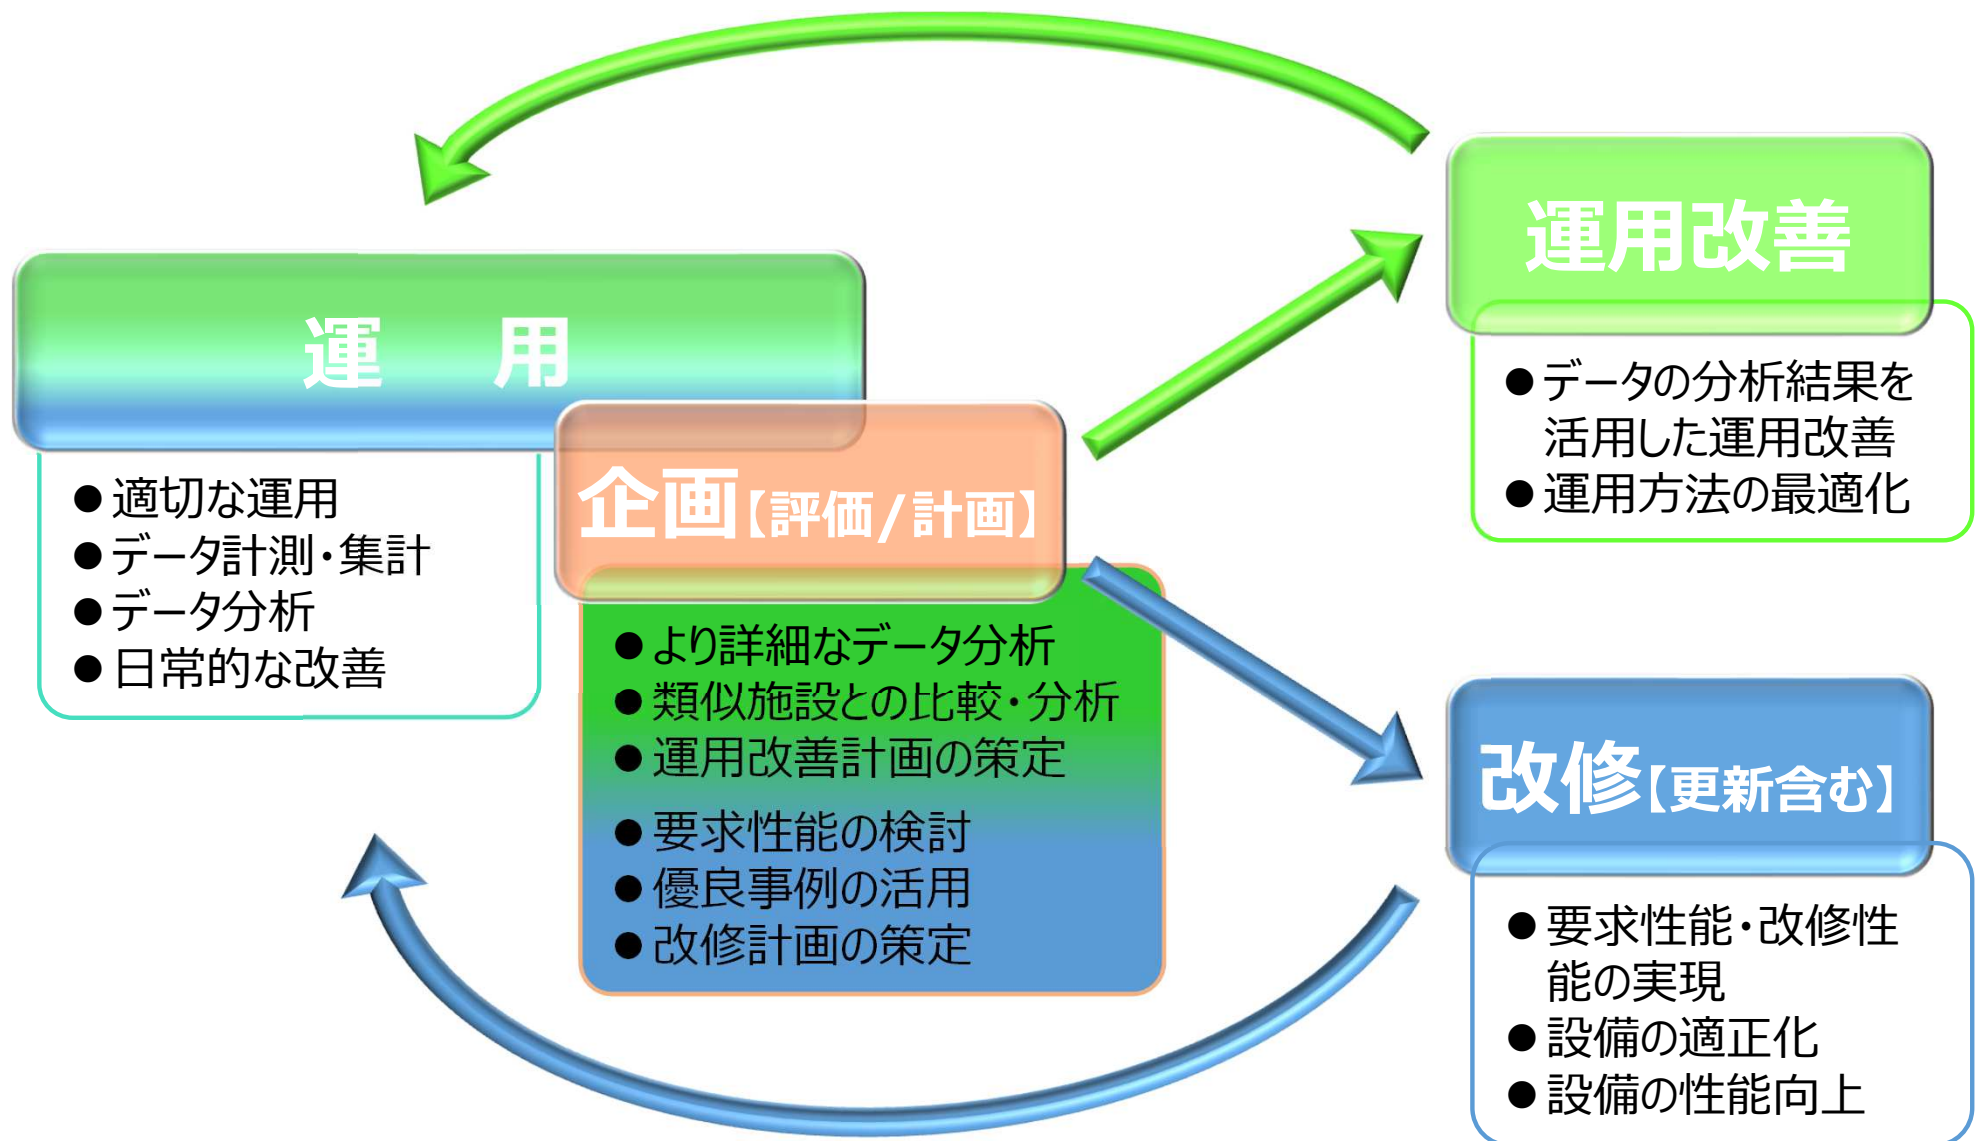 運 用
● 適切な運用
● データ計測・集計
● データ分析
● 日常的な改善
企画【評価/計画】
● より詳細なデータ分析
● 類似施設との比較・分析
● 運用改善計画の策定
● 要求性能の検討
● 優良事例の活用
● 改修計画の策定
運用改善
● データの分析結果を
活用した運用改善
● 運用方法の最適化
改修【更新含む】
● 要求性能・改修性
能の実現
● 設備の適正化
● 設備の性能向上